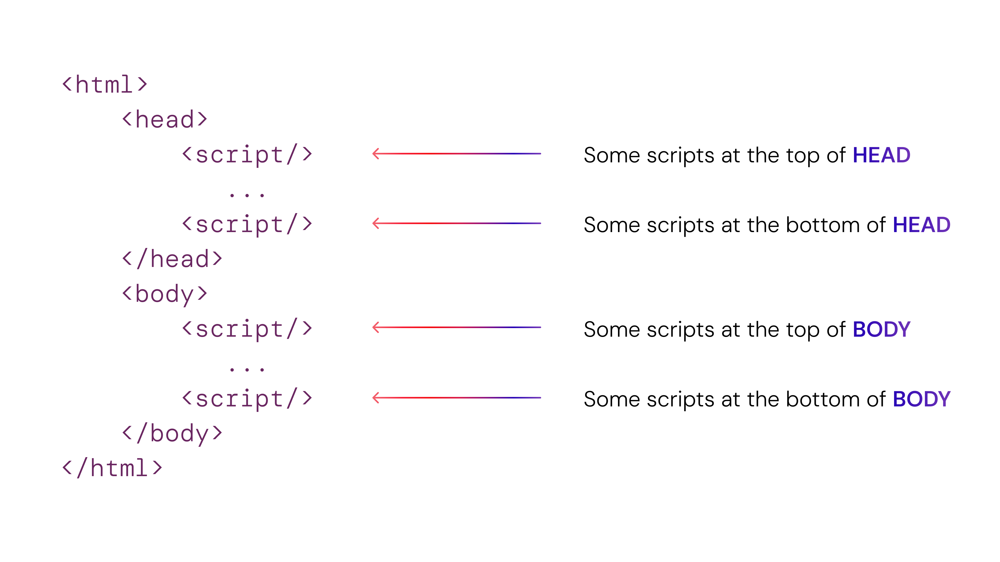 <html>
<head>
<script/> Some scripts at the top of HEAD
...
<script/> Some scripts at the bottom of HEAD
</head>
<body>
<script/> Some scripts at the top of BODY
...
<script/> Some scripts at the bottom of BODY
</body>
</html>